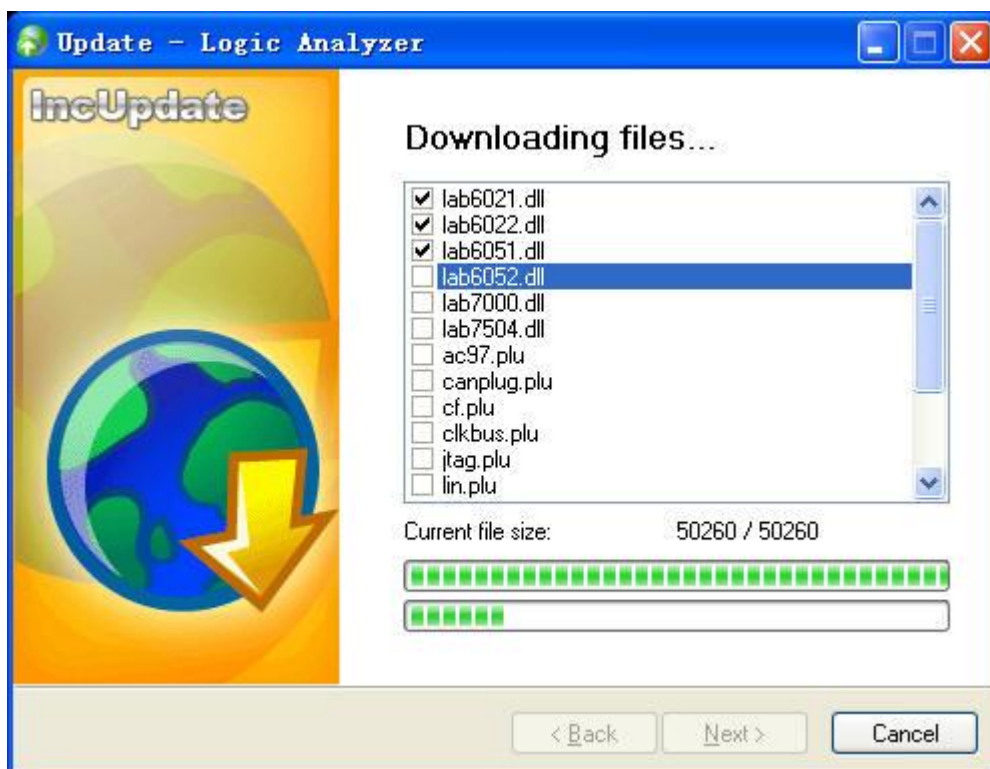 Update - Logic Analyzer
IncUpdate
Downloading files...
lab6021.dll
lab6022.dll
lab6051.dll
lab6052.dll
lab7000.dll
lab7504.dll
ac97.plu
canplug.plu
cf.plu
clkbus.plu
jtag.plu
lin.plu
Current file size: 50260 / 50260
< Back Next > Cancel